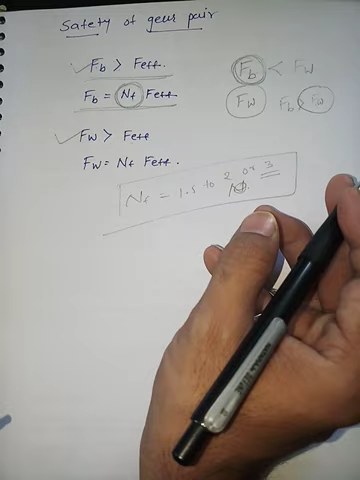 Safety of gear pair
Fb > Feff.
Fb = Nf Feff
Fw > Feff
Fw = Nf Feff.
Nf = 1.5 to 2 or 3
Fb < Fw
Fw
Fb > Fw